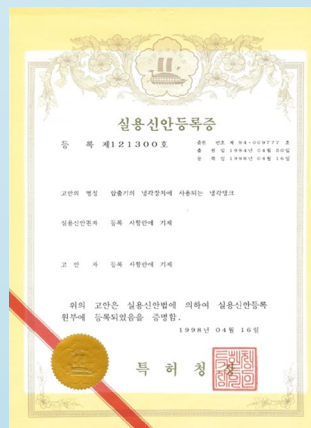 실용신안등록증
등 록 제121300호
출원 번호 제 94-009777 호
출 원 일 1994년 04월 30일
등 록 일 1998년 04월 16일
고안의 명칭 압출기의 냉각장치에 사용되는 냉각탱크
실용신안권자 등록 사항란에 기재
고 안 자 등록 사항란에 기재
위의 고안은 실용신안법에 의하여 실용신안등록
원부에 등록되었음을 증명함.
1998년 04월 16일
특 허 청 장